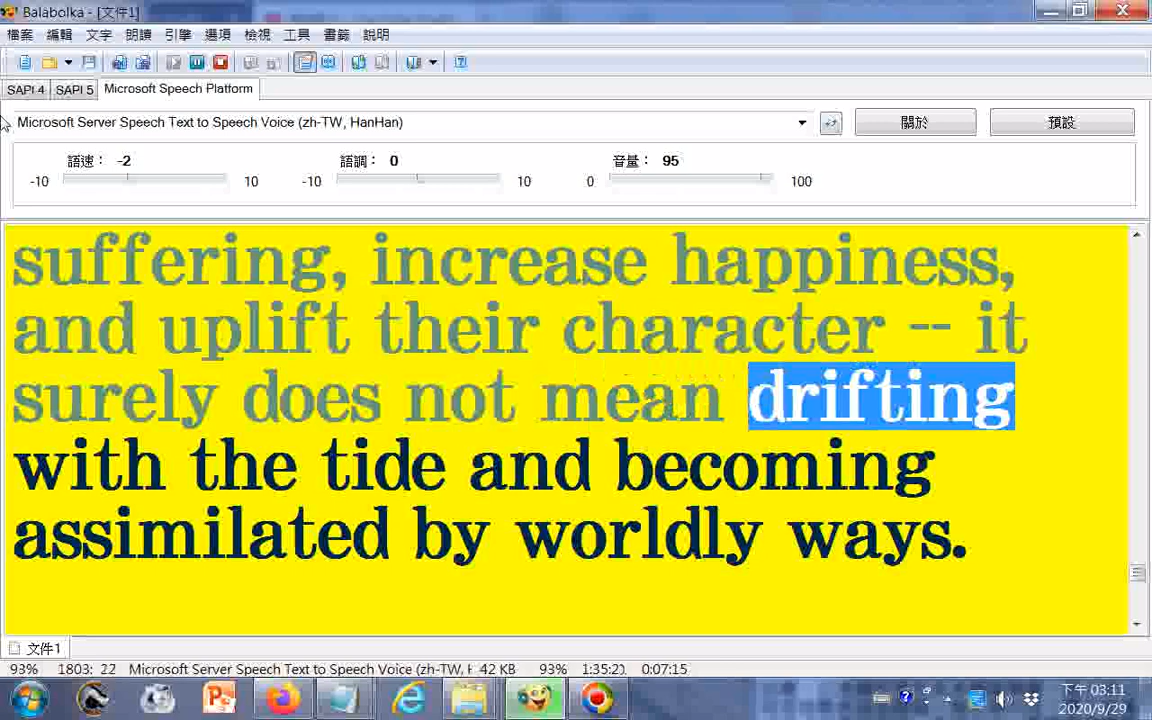 Balabolka - [文件1]
檔案 編輯 文字 朗讀 引擎 選項 檢視 工具 書籤 說明
SAPI 4 SAPI 5 Microsoft Speech Platform
Microsoft Server Speech Text to Speech Voice (zh-TW, HanHan) 關於 預設
語速： -2 語調： 0 音量： 95
-10 10 -10 10 0 100
suffering, increase happiness,
and uplift their character -- it
surely does not mean drifting
with the tide and becoming
assimilated by worldly ways.
文件1
93% 1803: 22 Microsoft Server Speech Text to Speech Voice (zh-TW, 42 KB 93% 1:35:2) 0:07:15
下午 03:11
2020/9/29